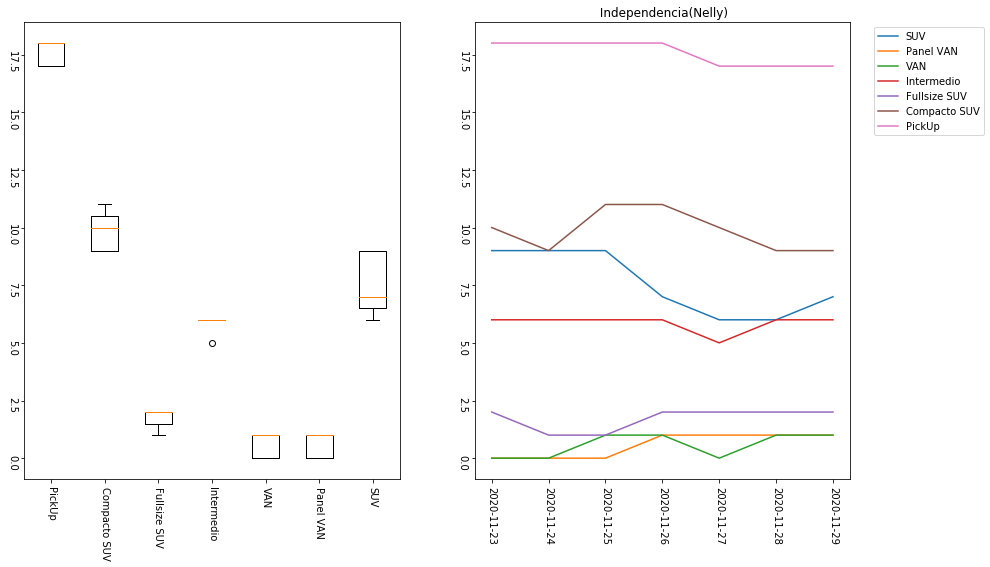 17.5
15.0
12.5
10.0
7.5
5.0
2.5
0.0
PickUp
Compacto SUV
Fullsize SUV
Intermedio
VAN
Panel VAN
SUV
Independencia(Nelly)
17.5
15.0
12.5
10.0
7.5
5.0
2.5
0.0
2020-11-23
2020-11-24
2020-11-25
2020-11-26
2020-11-27
2020-11-28
2020-11-29
SUV
Panel VAN
VAN
Intermedio
Fullsize SUV
Compacto SUV
PickUp